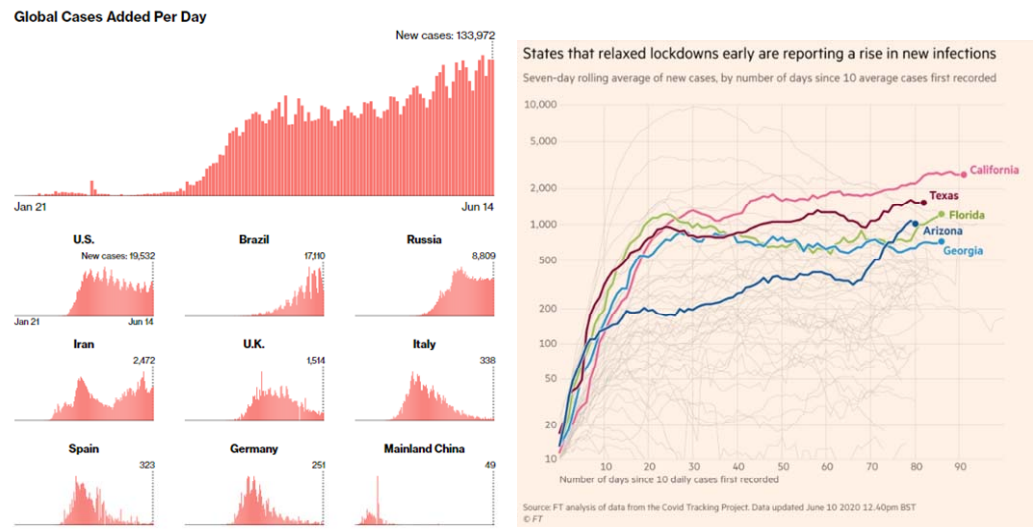 Global Cases Added Per Day
New cases: 133,972
Jan 21
Jun 14
U.S.
New cases: 19,532
Jan 21
Jun 14
Brazil
17,110
Russia
8,809
Iran
2,472
U.K.
1,514
Italy
338
Spain
323
Germany
251
Mainland China
49
States that relaxed lockdowns early are reporting a rise in new infections
Seven-day rolling average of new cases, by number of days since 10 average cases first recorded
10,000
5,000
2,000
1,000
500
200
100
50
20
10
California
Texas
Florida
Arizona
Georgia
10
20
30
40
50
60
70
80
90
Number of days since 10 daily cases first recorded
Source: FT analysis of data from the Covid Tracking Project. Data updated June 10 2020 12.40pm BST
© FT